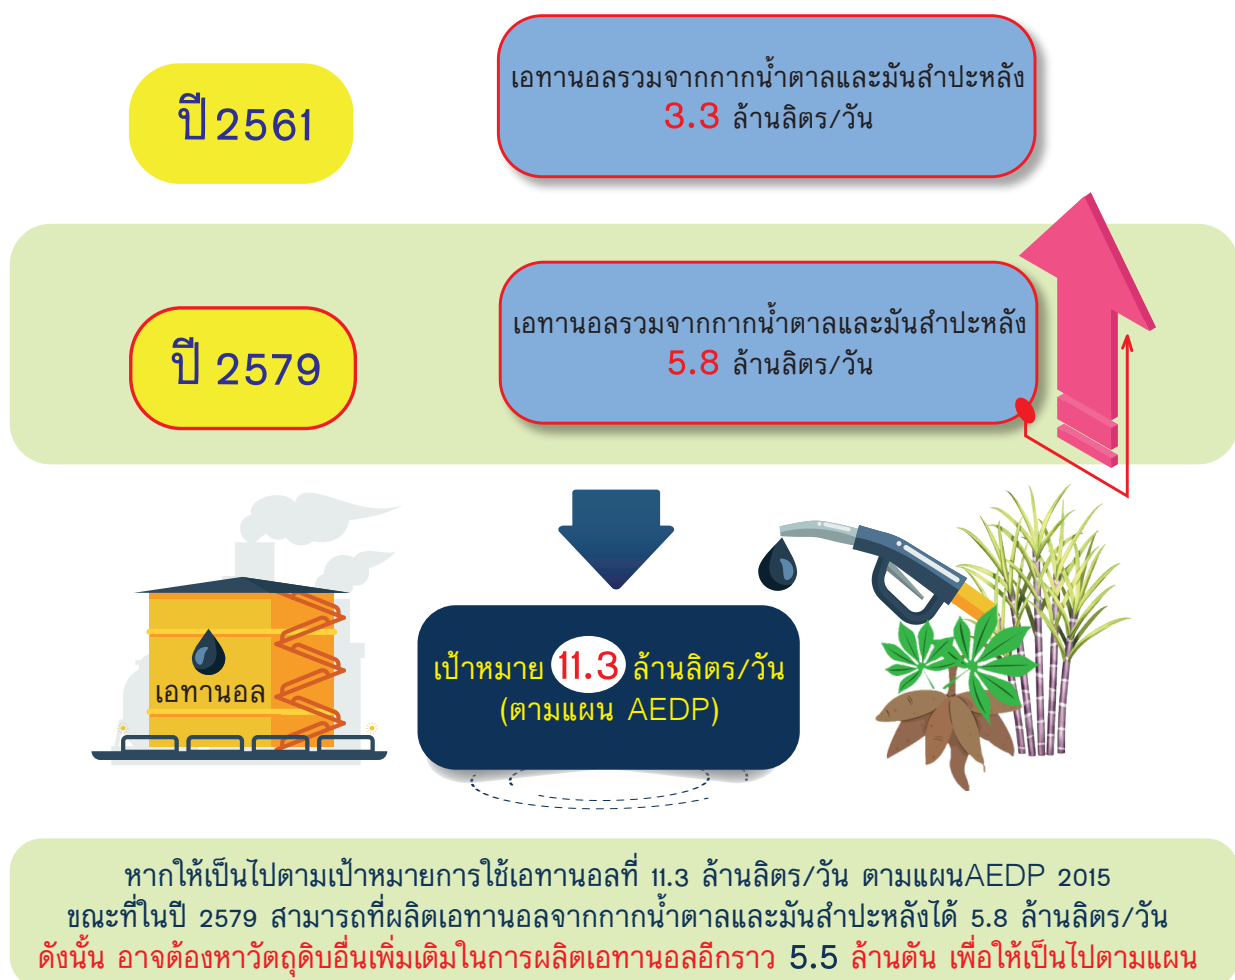 ปี 2561
เอทานอลรวมจากกากน้ำตาลและมันสำปะหลัง
3.3 ล้านลิตร/วัน
ปี 2579
เอทานอลรวมจากกากน้ำตาลและมันสำปะหลัง
5.8 ล้านลิตร/วัน
เอทานอล
เป้าหมาย 11.3 ล้านลิตร/วัน
(ตามแผน AEDP)
หากให้เป็นไปตามเป้าหมายการใช้เอทานอลที่ 11.3 ล้านลิตร/วัน ตามแผนAEDP 2015
ขณะที่ในปี 2579 สามารถที่ผลิตเอทานอลจากกากน้ำตาลและมันสำปะหลังได้ 5.8 ล้านลิตร/วัน
ดังนั้น อาจต้องหาวัตถุดิบอื่นเพิ่มเติมในการผลิตเอทานอลอีกราว 5.5 ล้านตัน เพื่อให้เป็นไปตามแผน